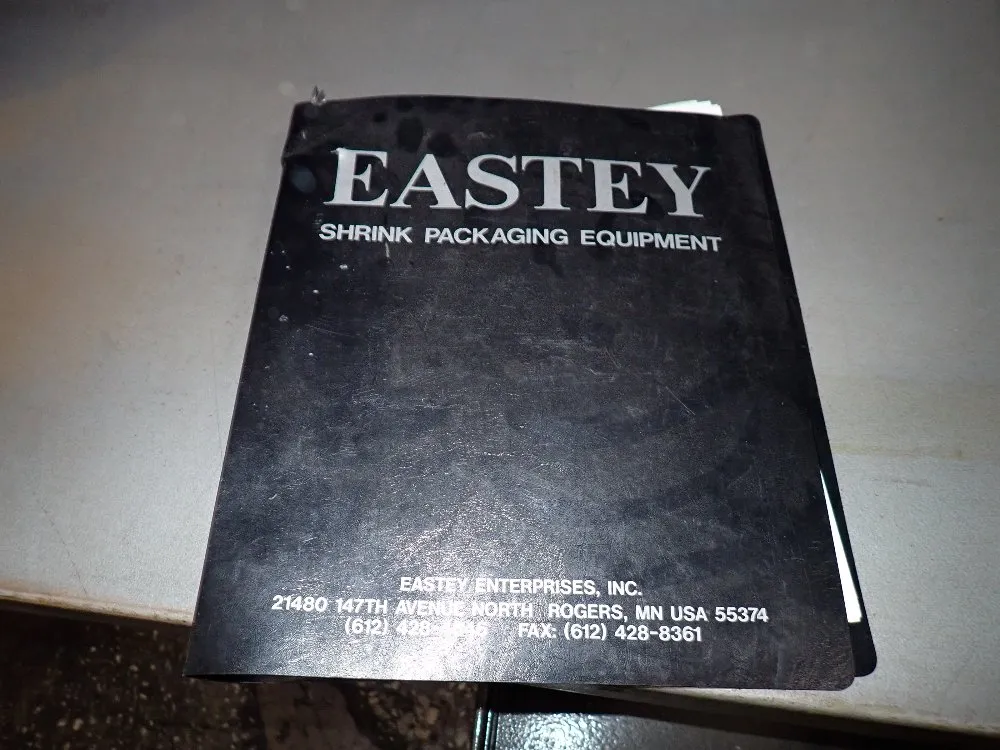 EASTEY
SHRINK PACKAGING EQUIPMENT
EASTEY ENTERPRISES, INC.
21480 147TH AVENUE NORTH ROGERS, MN USA 55374
(612) FAX: (612) 428-8361